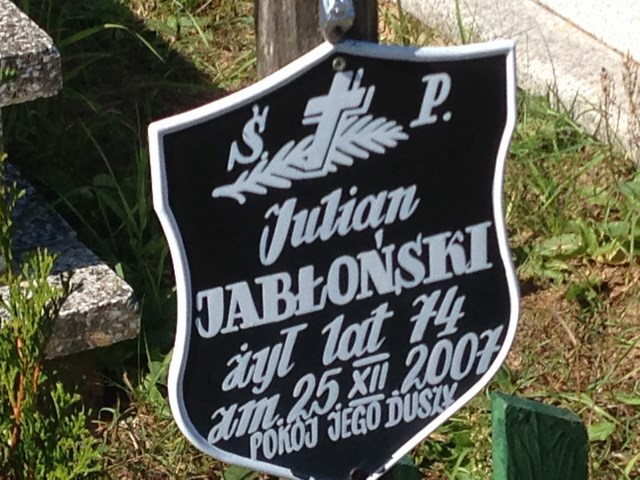 Ś. P.
Julian
JABŁOŃSKI
żył lat 74
zm. 25 XII 2007
POKÓJ JEGO DUSZY